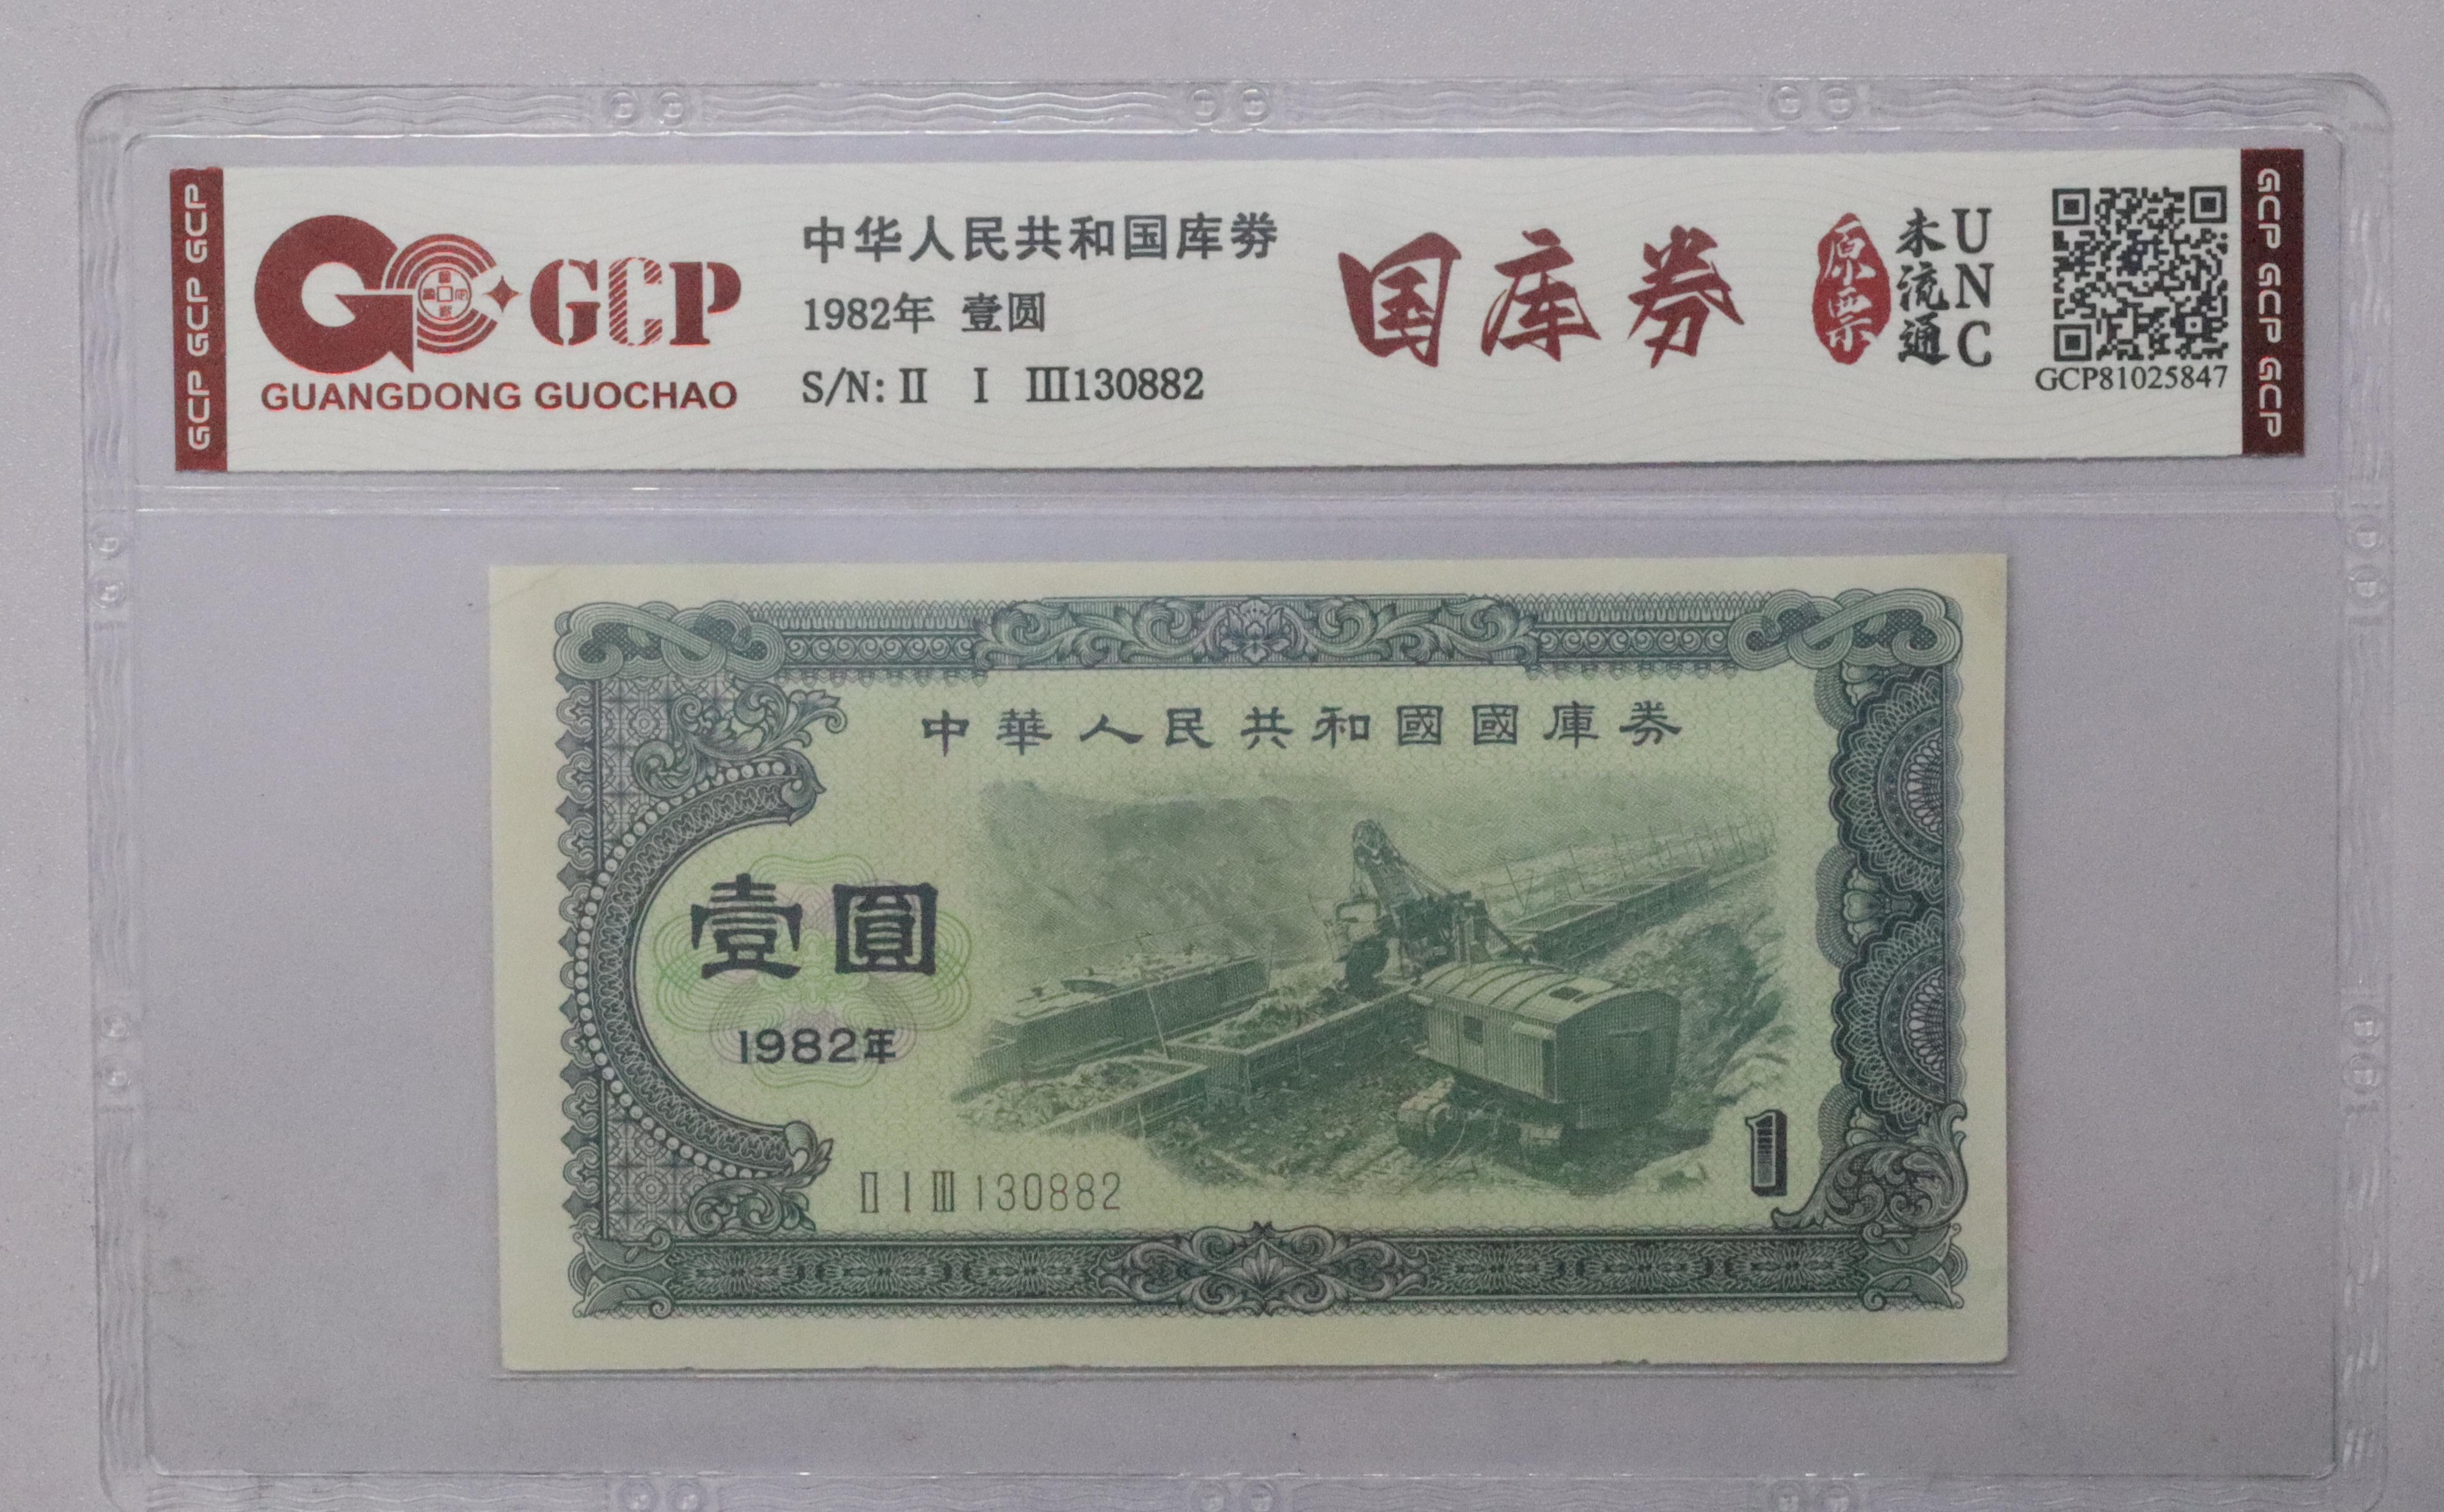 GCP GCP GCP
GCP
GUANGDONG GUOCHAO
中华人民共和国库券
1982年 壹圆
S/N: Ⅱ Ⅰ Ⅲ130882
国库券
原票
未流通
UNC
GCP81025847
GCP GCP GCP
中華人民共和國國庫券
壹圓
1982年
1
Ⅱ Ⅰ Ⅲ 130882